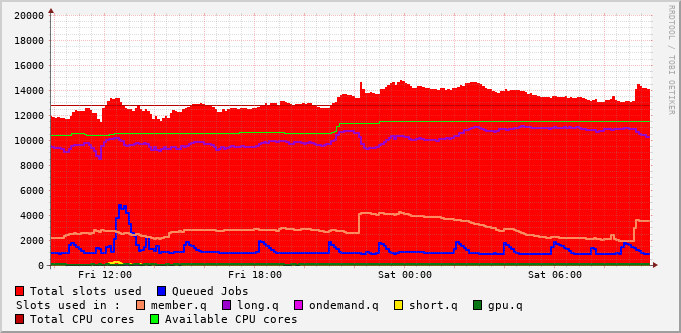 20000
18000
16000
14000
12000
10000
8000
6000
4000
2000
0
Fri 12:00 Fri 18:00 Sat 00:00 Sat 06:00
RRDTOOL / TOBI OETIKER
Total slots used Queued Jobs
Slots used in : member.q long.q ondemand.q short.q gpu.q
Total CPU cores Available CPU cores